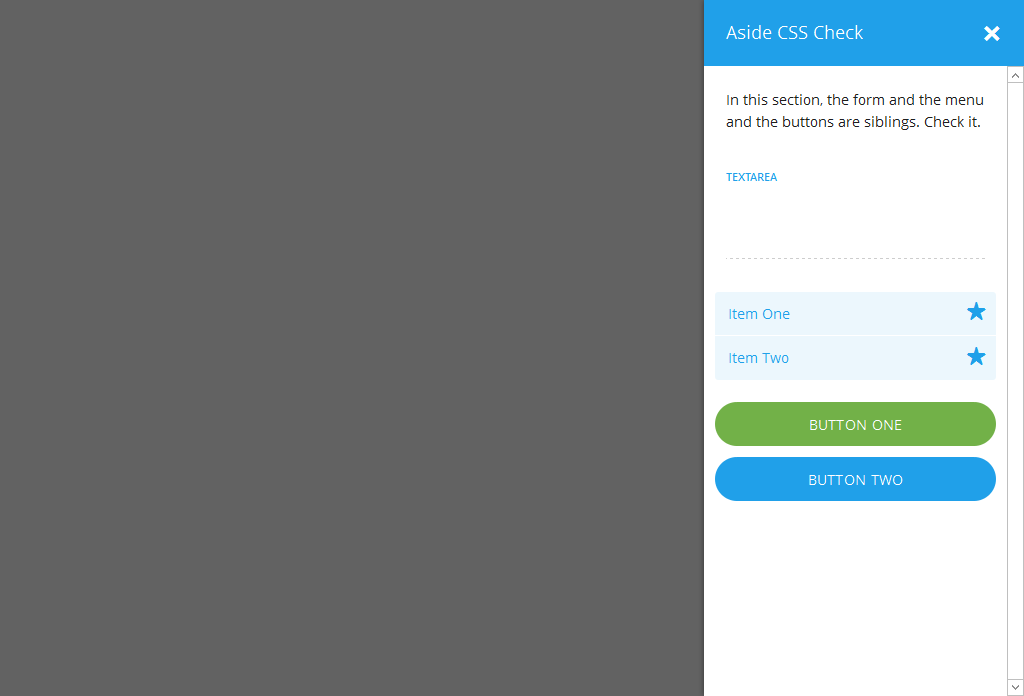 Aside CSS Check
In this section, the form and the menu
and the buttons are siblings. Check it.
TEXTAREA
Item One
Item Two
BUTTON ONE
BUTTON TWO